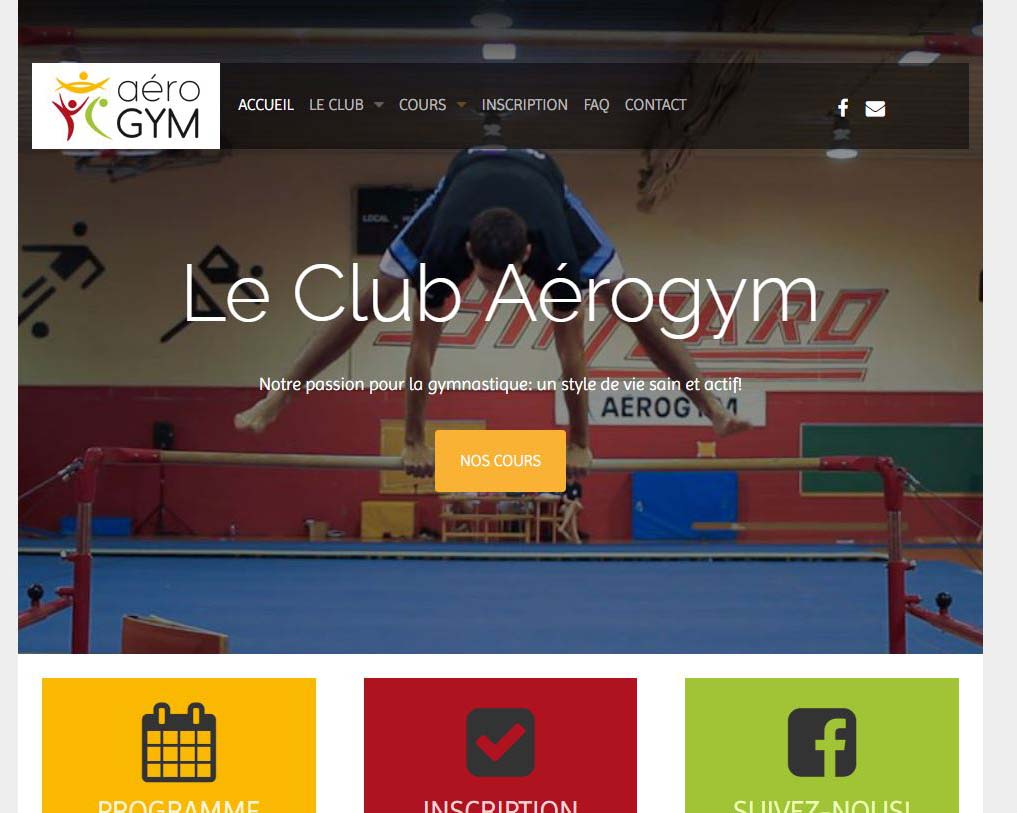 aéro
GYM
ACCUEIL LE CLUB COURS INSCRIPTION FAQ CONTACT
LOCAL
Le Club Aérogym
Notre passion pour la gymnastique: un style de vie sain et actif!
AÉROGYM
NOS COURS
PROGRAMME
INSCRIPTION
SUIVEZ-NOUS!